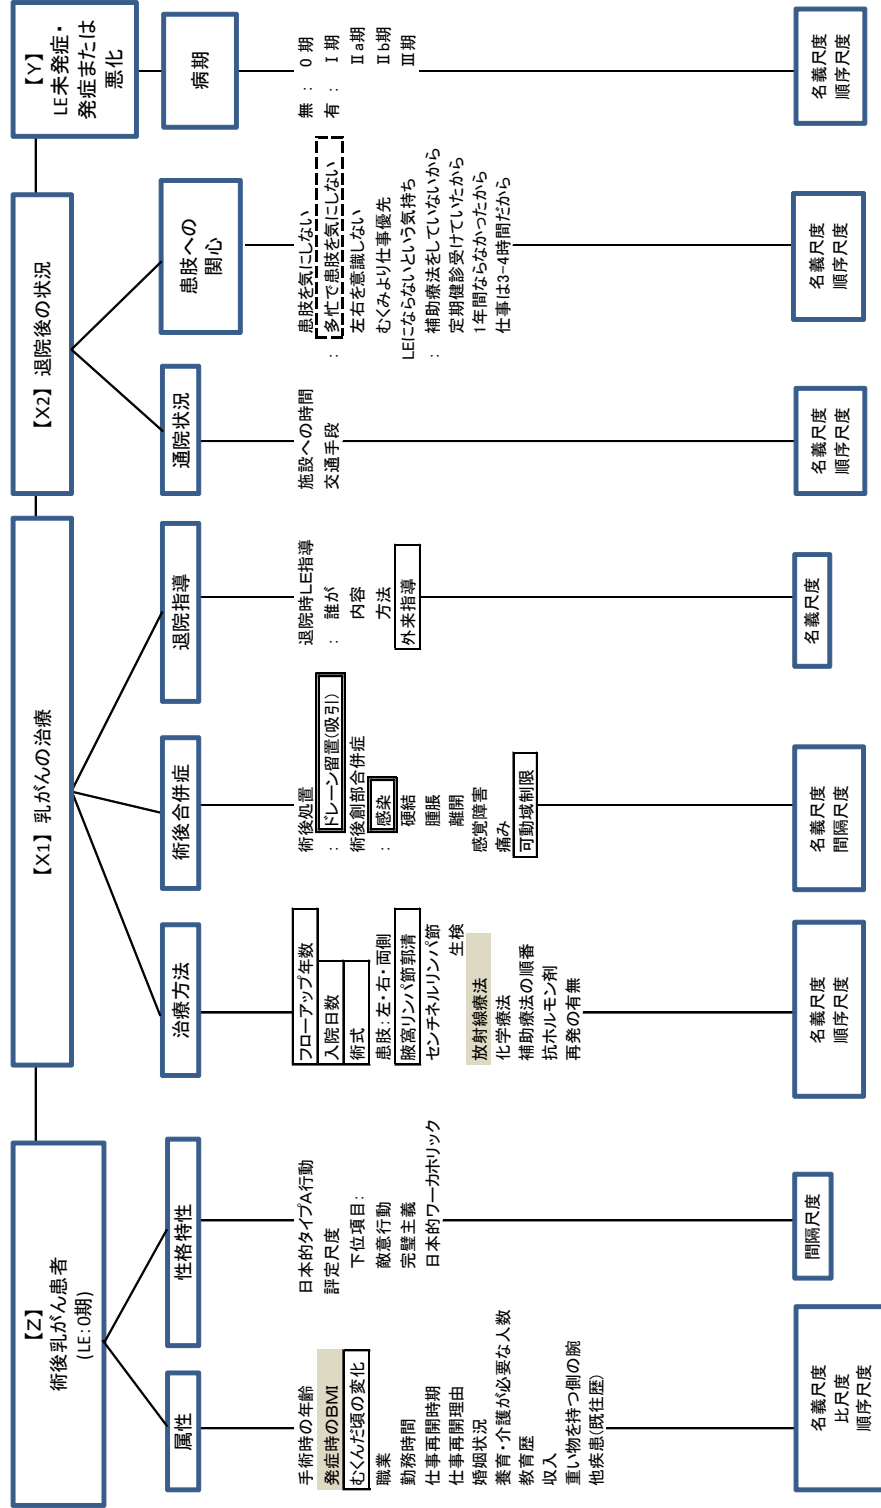 【Z】
術後乳がん患者
(LE:0期)
【X1】 乳がんの治療
【X2】 退院後の状況
【Y】
LE未発症・
発症または
悪化
属性
性格特性
治療方法
術後合併症
退院指導
通院状況
患肢への
関心
病期
手術時の年齢
発症時のBMI
むくんだ頃の変化
職業
勤務時間
仕事再開時期
仕事再開理由
婚姻状況
養育・介護が必要な人数
教育歴
収入
重い物を持つ側の腕
他疾患(既往歴)
日本的タイプA行動
評定尺度
下位項目:
敵意行動
完璧主義
日本的ワーカホリック
フローアップ年数
入院日数
術式
患肢:左・右・両側
腋窩リンパ節郭清
センチネルリンパ節
生検
放射線療法
化学療法
補助療法の順番
抗ホルモン剤
再発の有無
術後処置
: ドレーン留置(吸引)
術後創部合併症
: 感染
硬結
腫脹
離開
感覚障害
痛み
可動域制限
退院時LE指導
: 誰が
内容
方法
外来指導
施設への時間
交通手段
患肢を気にしない
: 多忙で患肢を気にしない
左右を意識しない
むくみより仕事優先
LEにならないという気持ち
: 補助療法をしていないから
定期健診受けていたから
1年間ならなかったから
仕事は3-4時間だから
無 : 0期
有 : Ⅰ期
Ⅱa期
Ⅱb期
Ⅲ期
名義尺度
比尺度
順序尺度
間隔尺度
名義尺度
順序尺度
名義尺度
間隔尺度
名義尺度
名義尺度
順序尺度
名義尺度
順序尺度
名義尺度
順序尺度